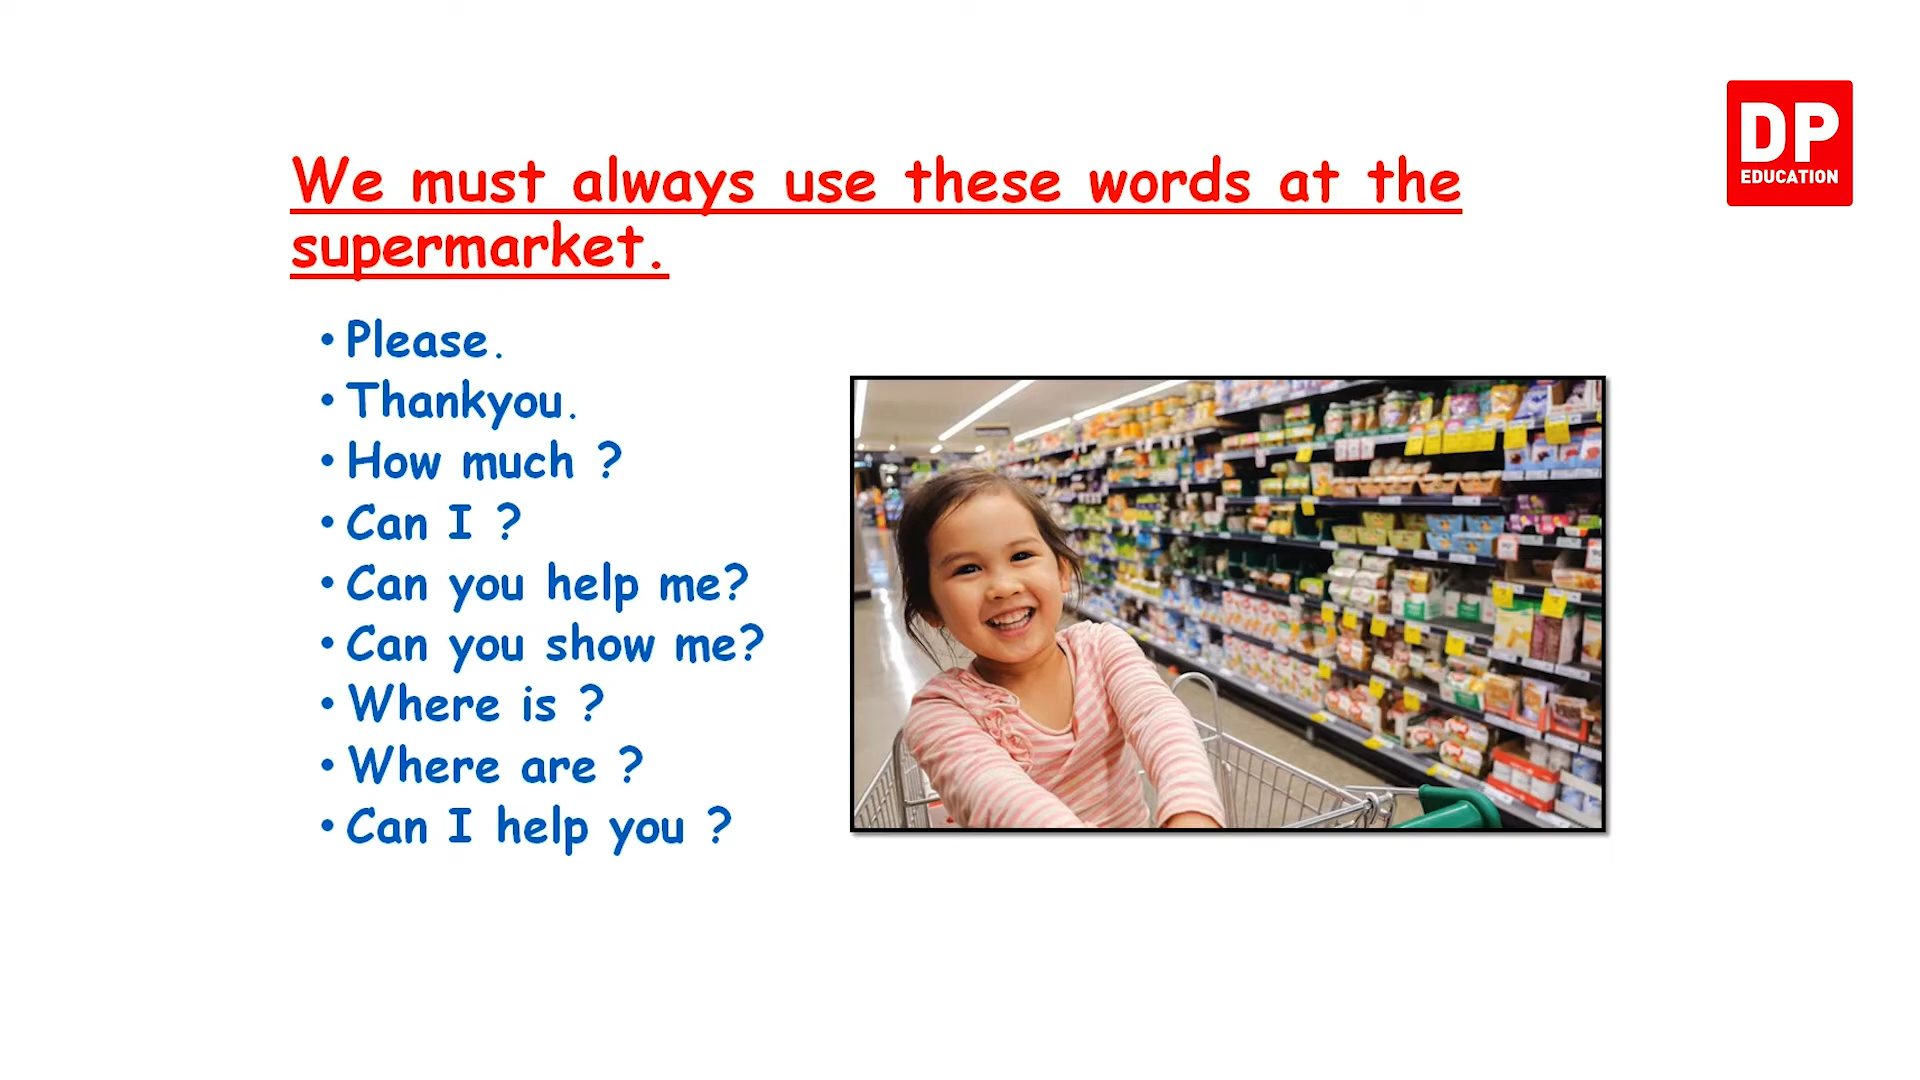 DP
EDUCATION
We must always use these words at the
supermarket.
• Please.
• Thankyou.
• How much ?
• Can I ?
• Can you help me?
• Can you show me?
• Where is ?
• Where are ?
• Can I help you ?